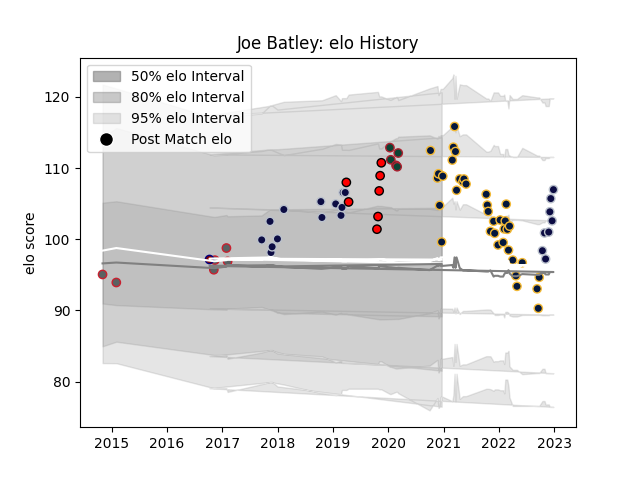 Joe Batley: elo History
50% elo Interval
80% elo Interval
95% elo Interval
Post Match elo
elo score
120
110
100
90
80
2015 2016 2017 2018 2019 2020 2021 2022 2023